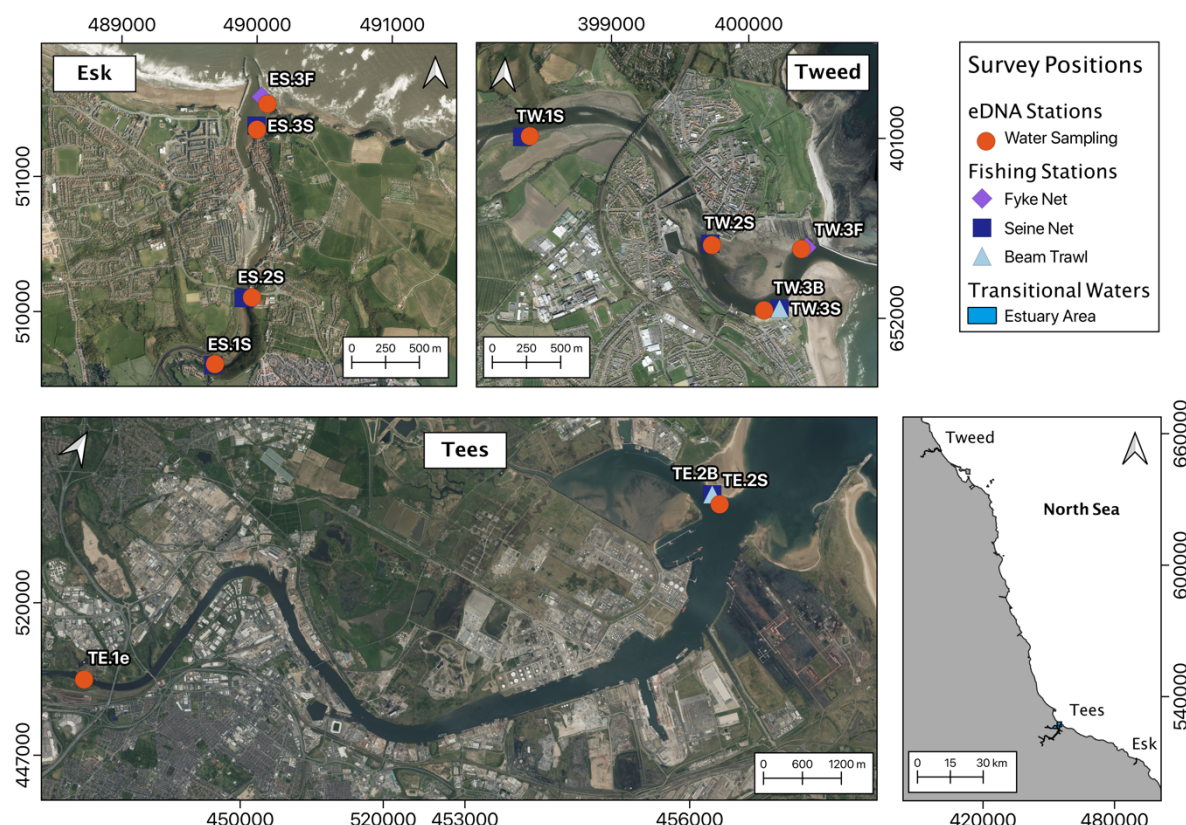 489000 490000 491000
399000 400000
Esk
ES.3F
ES.3S
ES.2S
ES.1S
511000
510000
0 250 500 m
Tweed
TW.1S
TW.2S
TW.3F
TW.3B
TW.3S
401000
652000
0 250 500 m
Survey Positions
eDNA Stations
Water Sampling
Fishing Stations
Fyke Net
Seine Net
Beam Trawl
Transitional Waters
Estuary Area
Tees
TE.2B
TE.2S
TE.1e
520000
447000
0 600 1200 m
450000 520000 453000 456000
Tweed
North Sea
Tees
Esk
0 15 30 km
660000
600000
540000
420000 480000